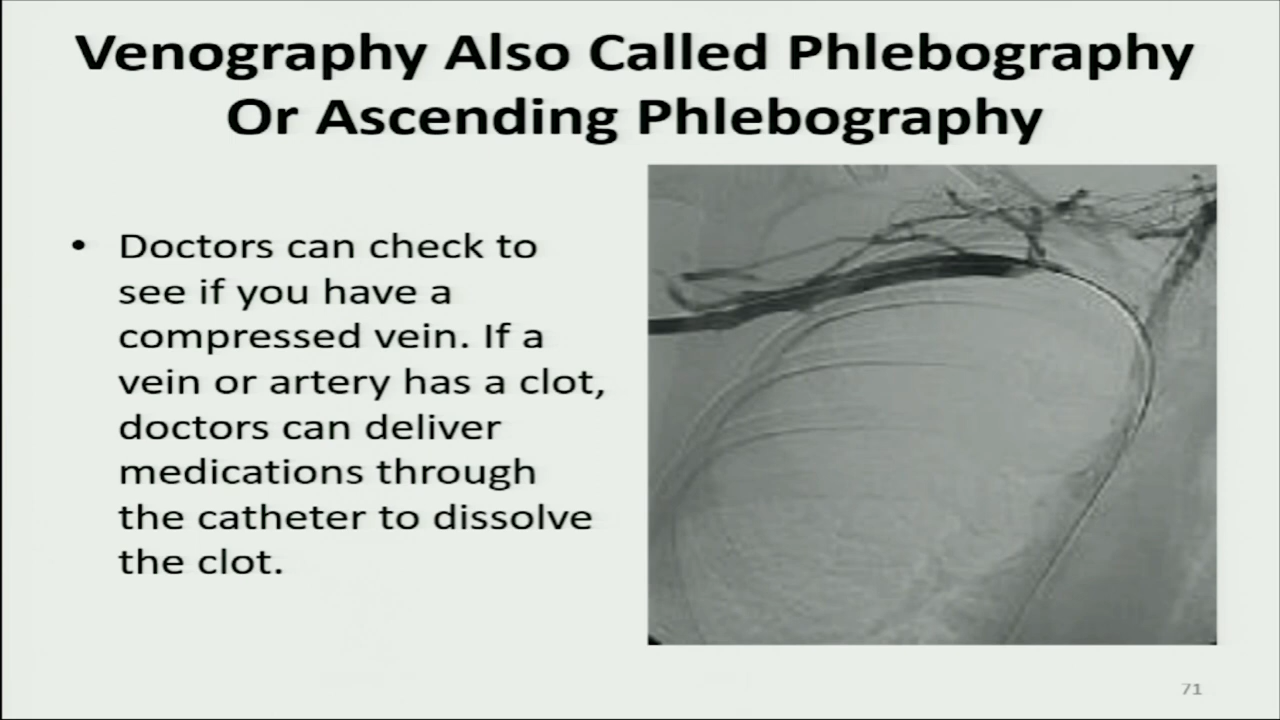 Venography Also Called Phlebography
Or Ascending Phlebography
• Doctors can check to
see if you have a
compressed vein. If a
vein or artery has a clot,
doctors can deliver
medications through
the catheter to dissolve
the clot.
71